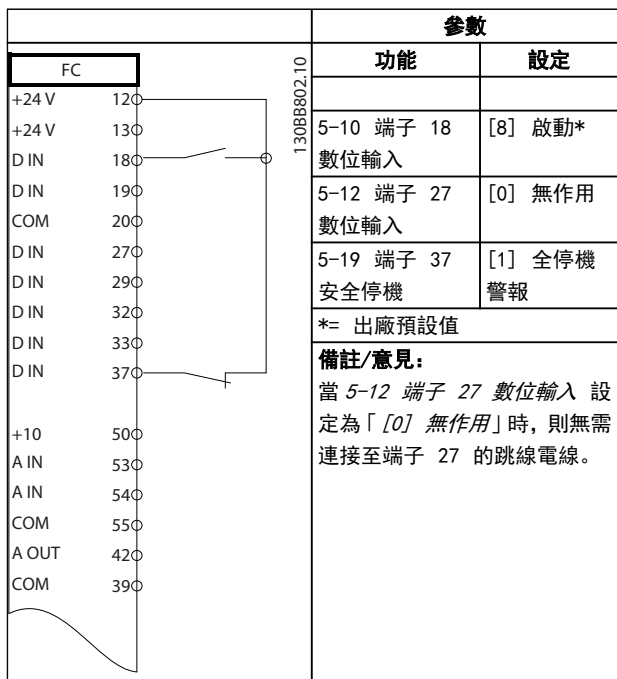 FC
+24 V 12
+24 V 13
D IN 18
D IN 19
COM 20
D IN 27
D IN 29
D IN 32
D IN 33
D IN 37
+10 50
A IN 53
A IN 54
COM 55
A OUT 42
COM 39
130BB802.10
參數
功能 設定
5-10 端子 18 [8] 啟動*
數位輸入
5-12 端子 27 [0] 無作用
數位輸入
5-19 端子 37 [1] 全停機
安全停機 警報
*= 出廠預設值
備註/意見:
當 5-12 端子 27 數位輸入 設
定為「[0] 無作用」時, 則無需
連接至端子 27 的跳線電線。